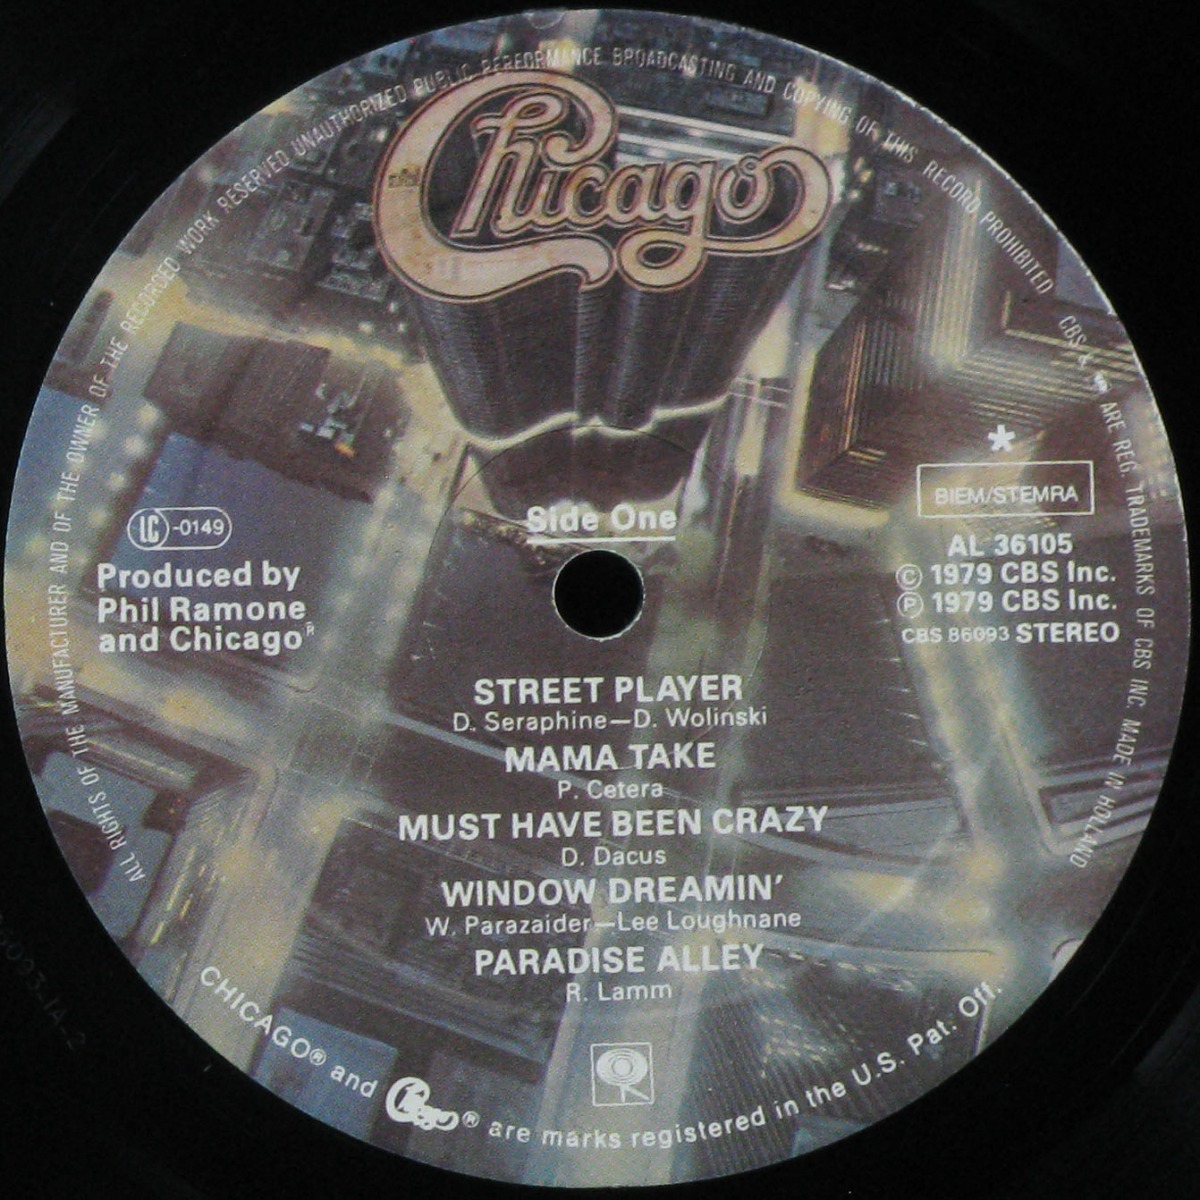 ALL RIGHTS OF THE MANUFACTURER AND OF THE OWNER OF THE RECORDED WORK RESERVED UNAUTHORIZED PUBLIC PERFORMANCE BROADCASTING AND COPYING OF THIS RECORD PROHIBITED
CBS & ARE REG. TRADEMARKS OF CBS INC. MADE IN HOLLAND
Chicago
Side One
LC-0149
Produced by
Phil Ramone
and Chicago®
*
BIEM/STEMRA
AL 36105
© 1979 CBS Inc.
℗ 1979 CBS Inc.
CBS 86093 STEREO
STREET PLAYER
D. Seraphine—D. Wolinski
MAMA TAKE
P. Cetera
MUST HAVE BEEN CRAZY
D. Dacus
WINDOW DREAMIN'
W. Parazaider—Lee Loughnane
PARADISE ALLEY
R. Lamm
CHICAGO® and Chicago® are marks registered in the U.S. Pat. Off.